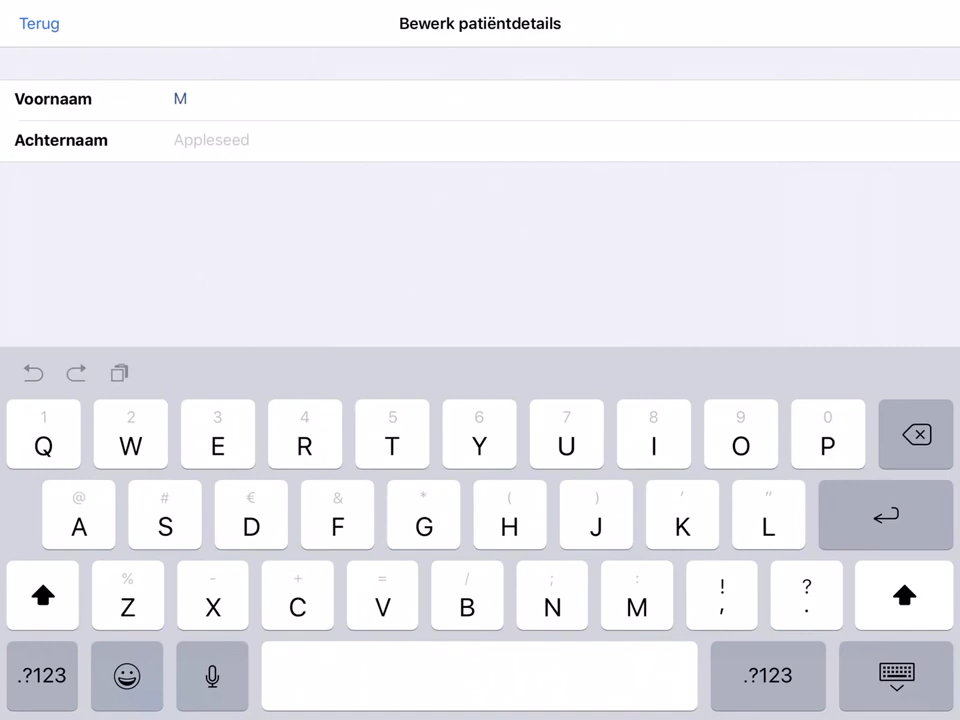 Terug
Bewerk patiëntdetails
Voornaam M
Achternaam Appleseed
1 2 3 4 5 6 7 8 9 0
Q W E R T Y U I O P
@ # € & * ( ) ' "
A S D F G H J K L
% - + = / ; : ! ?
Z X C V B N M , .
.?123 .?123